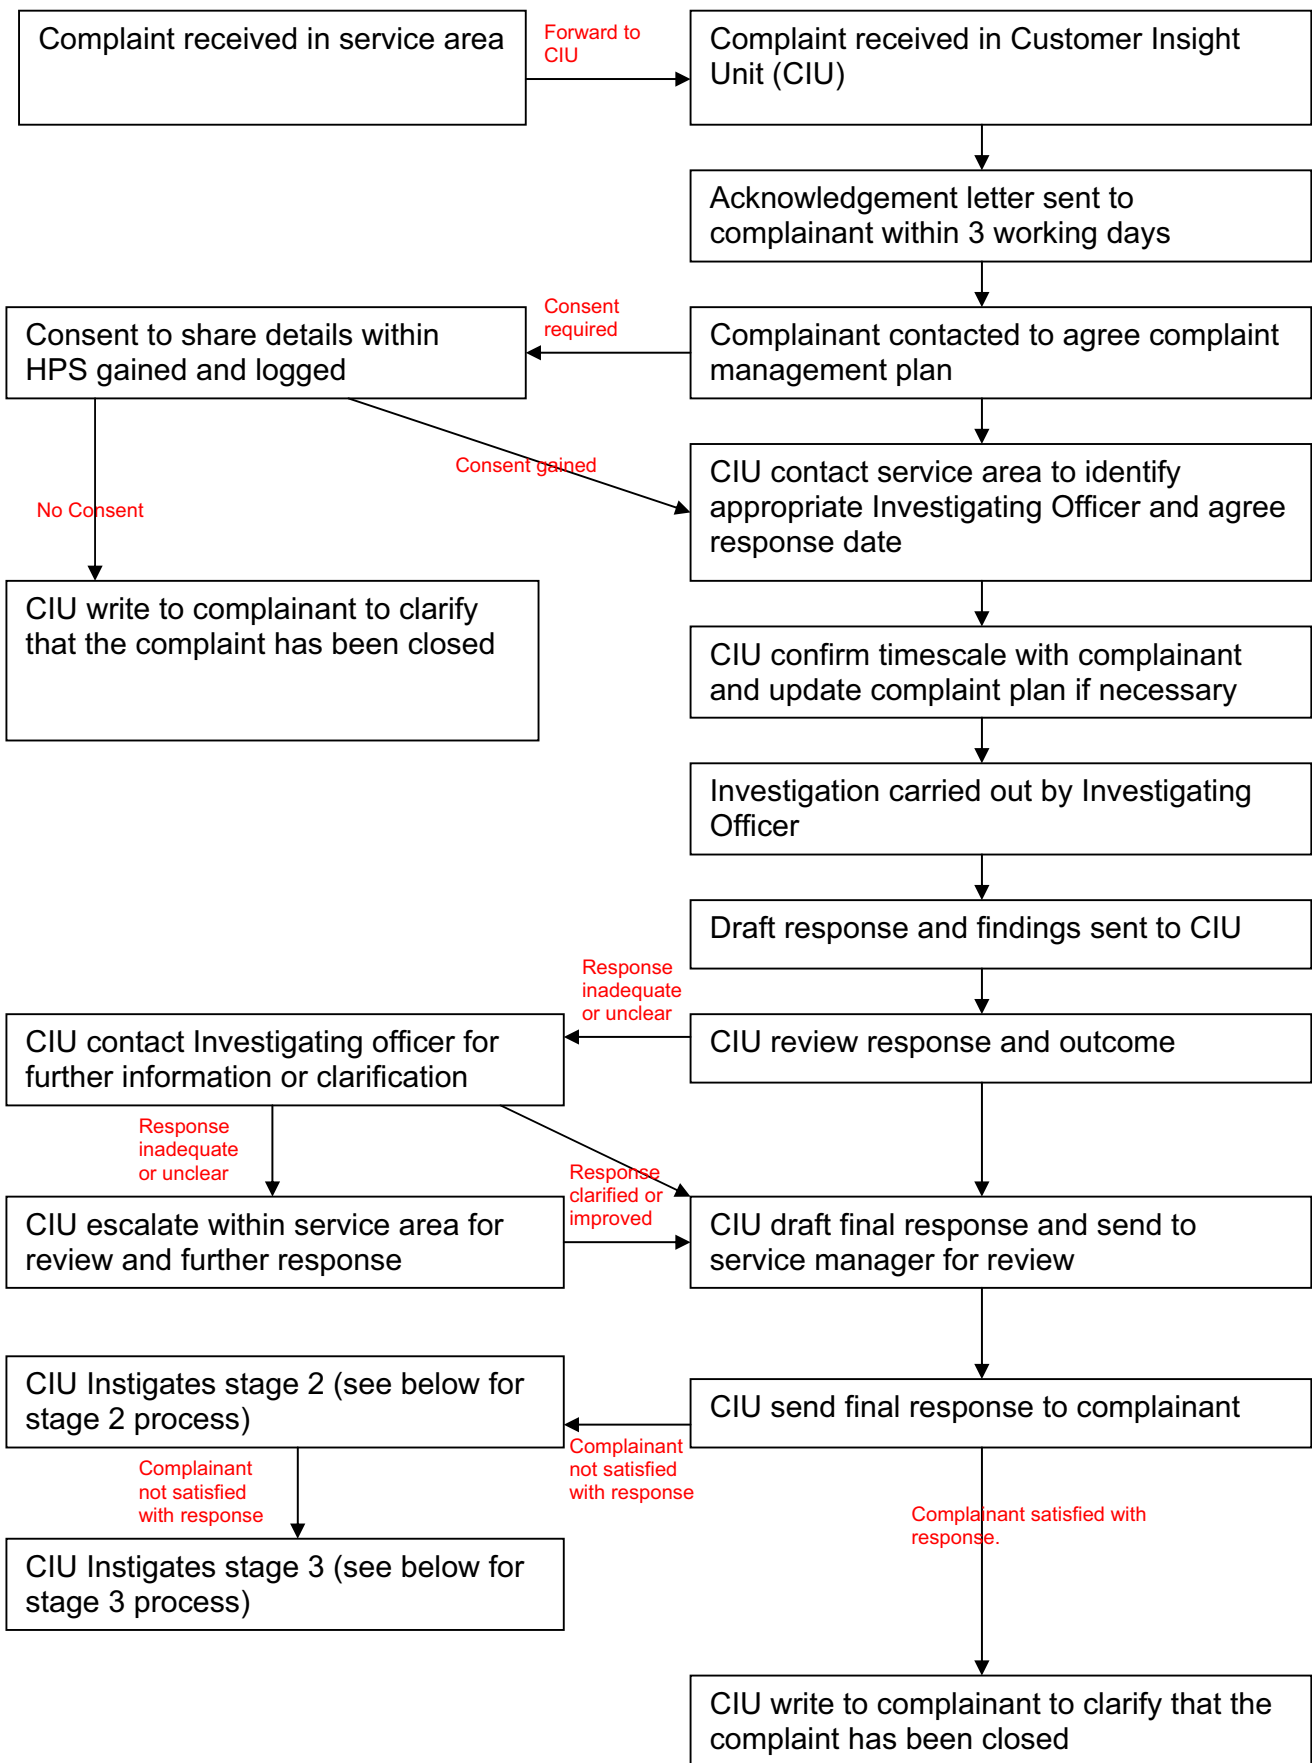 Complaint received in service area
Forward to
CIU
Complaint received in Customer Insight
Unit (CIU)
Acknowledgement letter sent to
complainant within 3 working days
Consent to share details within
HPS gained and logged
Consent
required
Complainant contacted to agree complaint
management plan
Consent gained
No Consent
CIU contact service area to identify
appropriate Investigating Officer and agree
response date
CIU write to complainant to clarify
that the complaint has been closed
CIU confirm timescale with complainant
and update complaint plan if necessary
Investigation carried out by Investigating
Officer
Draft response and findings sent to CIU
Response
inadequate
or unclear
CIU contact Investigating officer for
further information or clarification
CIU review response and outcome
Response
inadequate
or unclear
Response
clarified or
improved
CIU escalate within service area for
review and further response
CIU draft final response and send to
service manager for review
CIU Instigates stage 2 (see below for
stage 2 process)
CIU send final response to complainant
Complainant
not satisfied
with response
Complainant
not satisfied
with response
Complainant satisfied with
response.
CIU Instigates stage 3 (see below for
stage 3 process)
CIU write to complainant to clarify that the
complaint has been closed